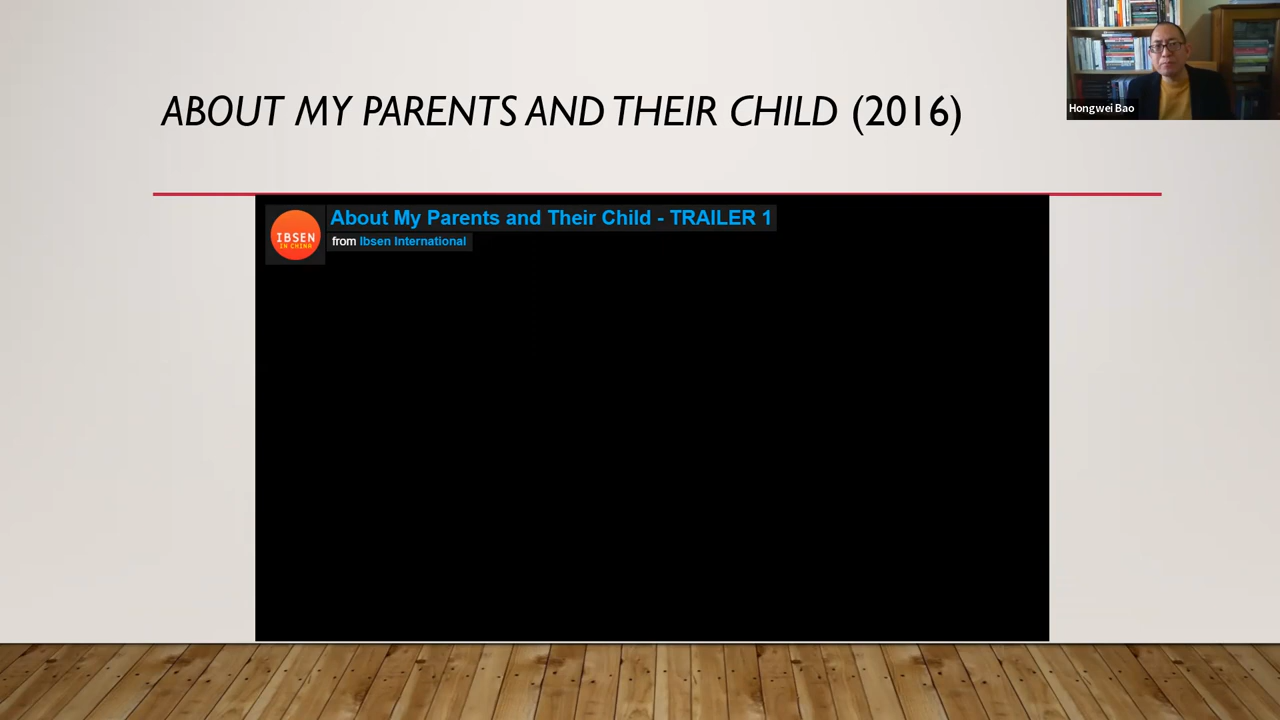 ABOUT MY PARENTS AND THEIR CHILD (2016)
Hongwei Bao
IBSEN
IN CHINA
About My Parents and Their Child - TRAILER 1
from Ibsen International